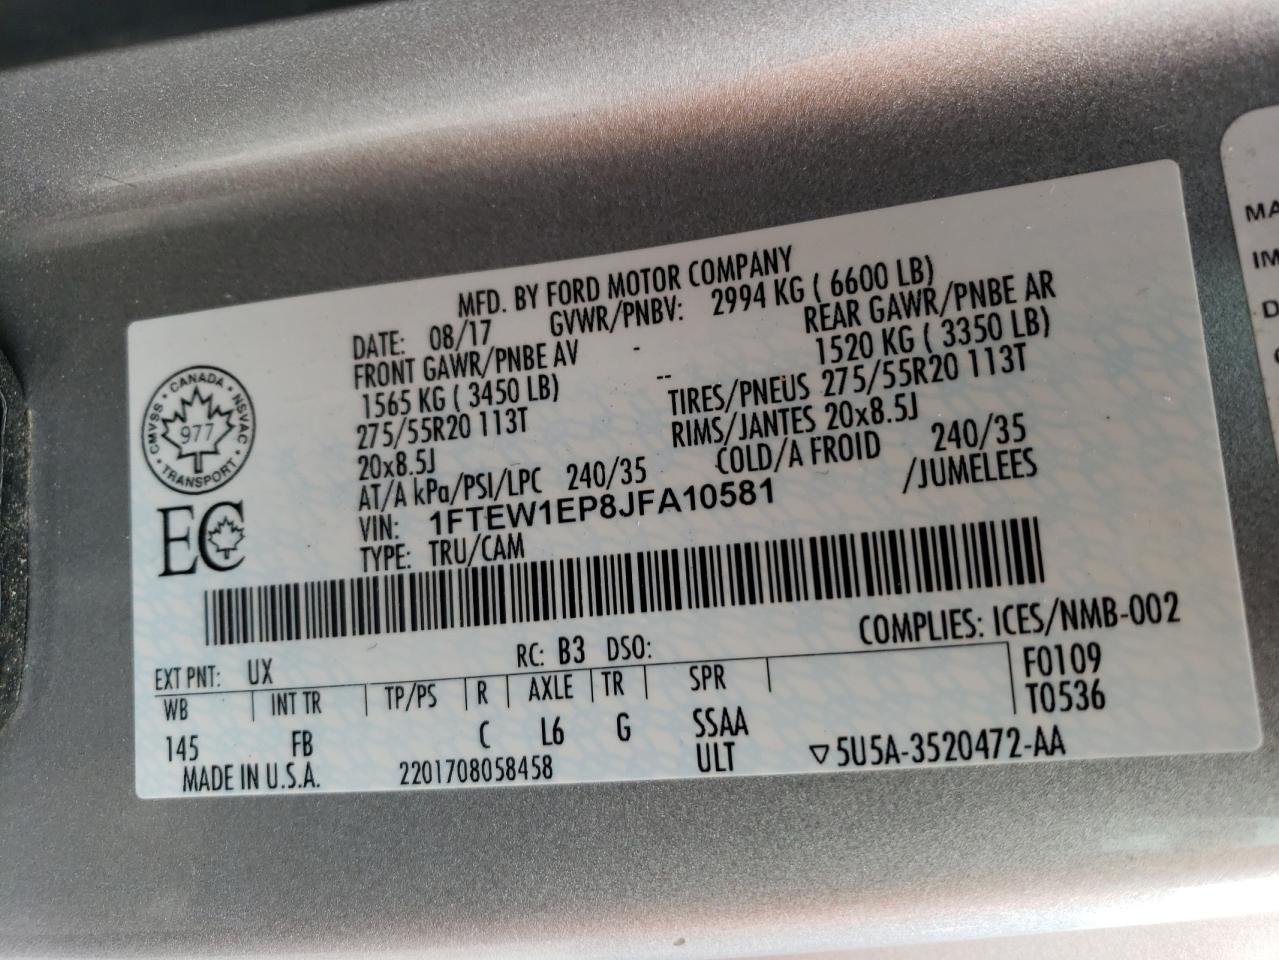 MFD. BY FORD MOTOR COMPANY
DATE: 08/17 GVWR/PNBV: 2994 KG ( 6600 LB)
FRONT GAWR/PNBE AV - REAR GAWR/PNBE AR
1565 KG ( 3450 LB) -- 1520 KG ( 3350 LB)
275/55R20 113T TIRES/PNEUS 275/55R20 113T
20x8.5J RIMS/JANTES 20x8.5J
AT/A kPa/PSI/LPC 240/35 COLD/A FROID 240/35
VIN: 1FTEW1EP8JFA10581 /JUMELEES
TYPE: TRU/CAM
CMVSS • CANADA • NSVAC • TRANSPORT •
977
EC
COMPLIES: ICES/NMB-002
EXT PNT: UX RC: B3 DSO: F0109
WB INT TR TP/PS R AXLE TR SPR T0536
145 FB C L6 G SSAA
MADE IN U.S.A. 2201708058458 ULT 5U5A-3520472-AA
MA
IM
D